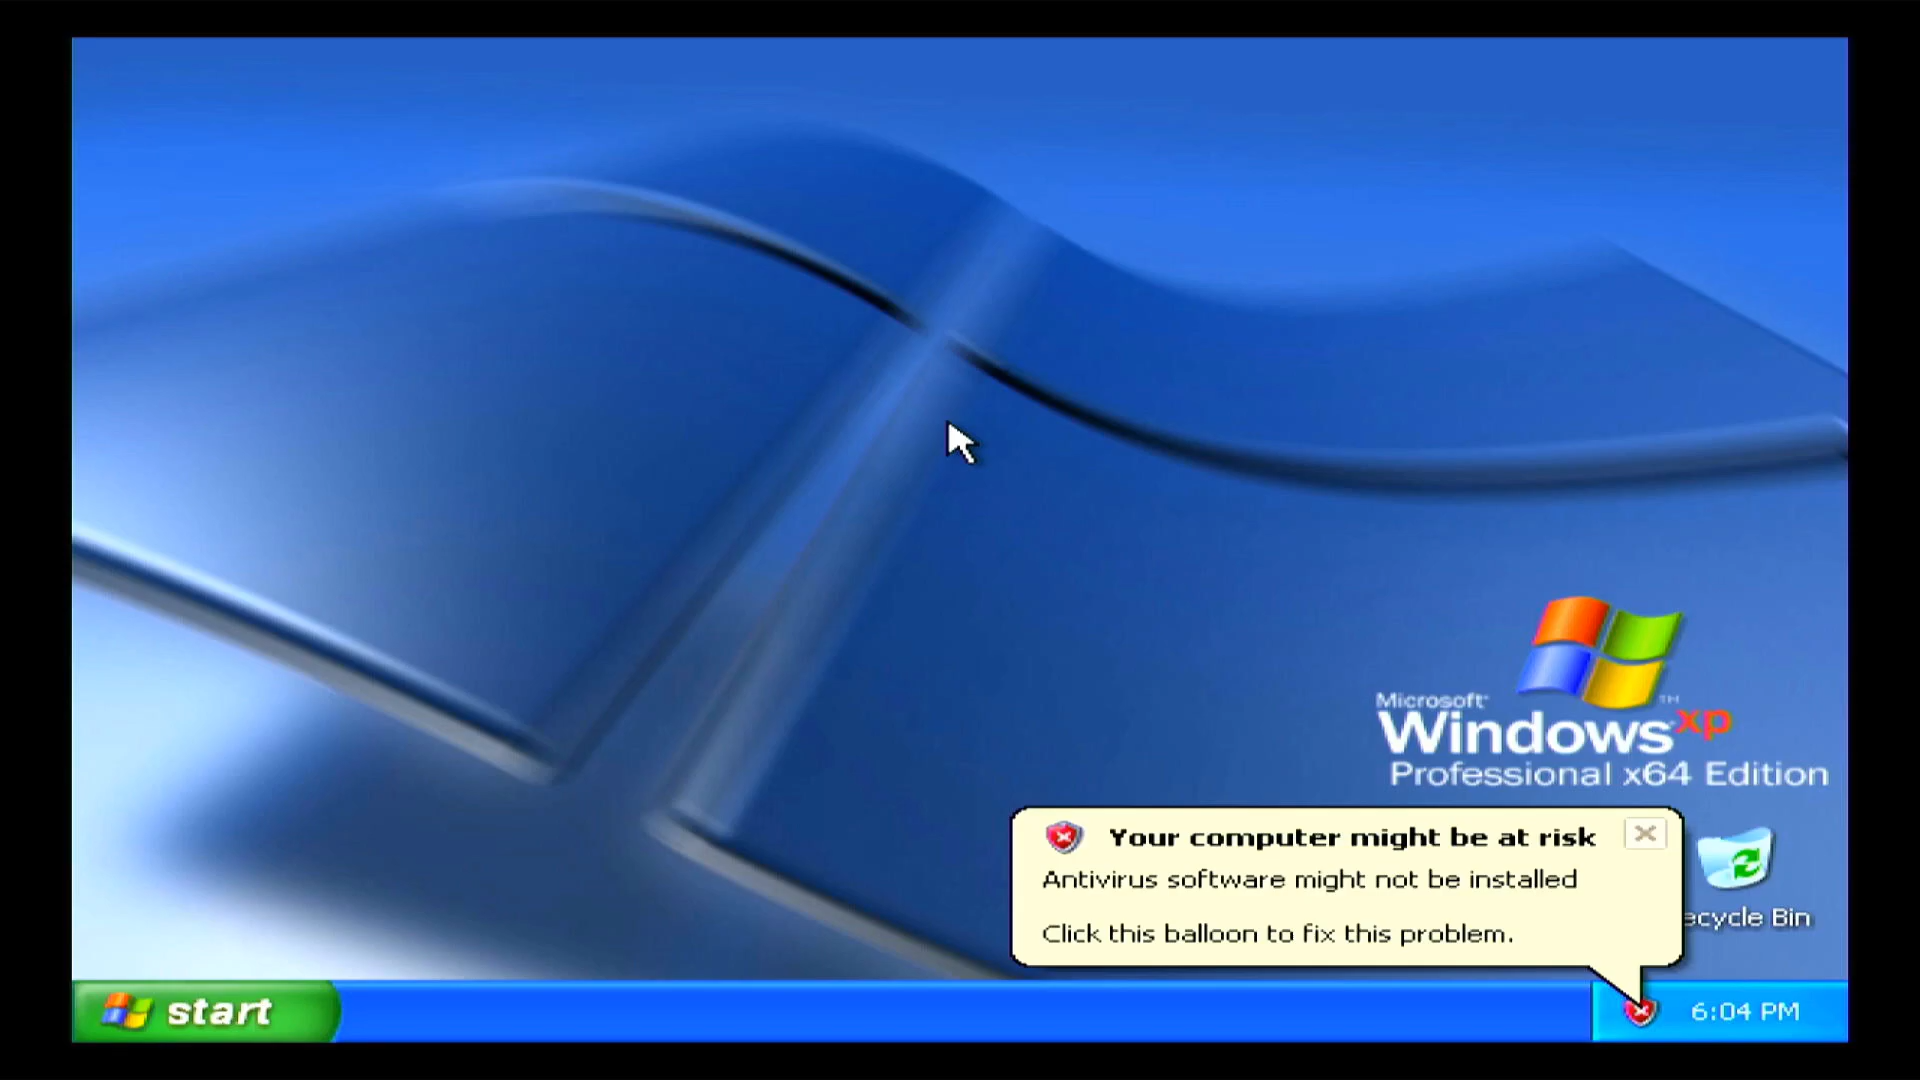 Microsoft
Windows xp
Professional x64 Edition
Your computer might be at risk
Antivirus software might not be installed
Click this balloon to fix this problem.
ecycle Bin
start
6:04 PM